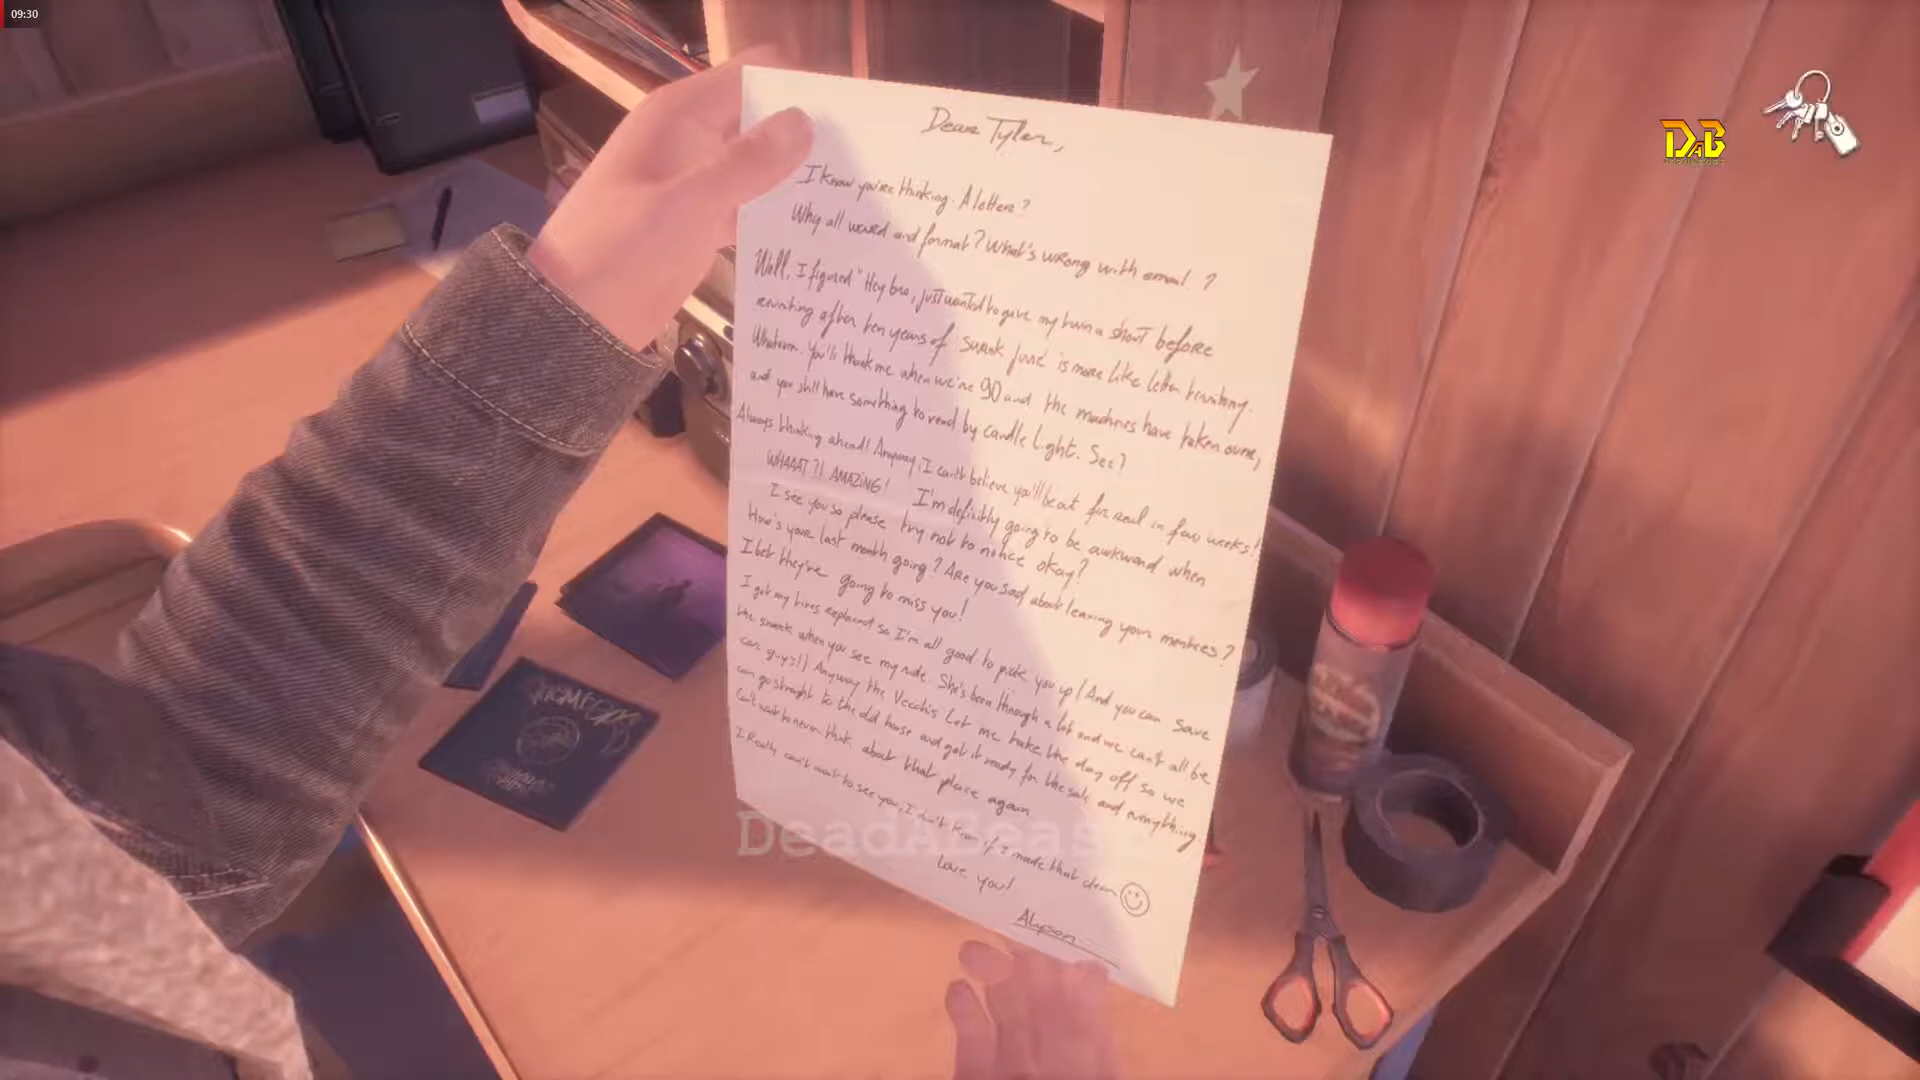 09:30
DAB
Dear Tyler,
I Know you're thinking. A letter?
Why all weird and format? What's wrong with email ?
Well, I figured "Hey bro, just wanted to give my twin a shout before
reuniting after ten years of is more like letter territory.
Whatever. You'll thank me when we're 90 and the machines have taken over,
and you still have something to read by candle light. See?
Always thinking ahead! Anyway, I can't believe you'll be out for real in few weeks!
WHAAAT?! AMAZING! I'm definitly going to be awkward when
I see you so please try not to notice okay?
How's your last month going? Are you sad about leaving your mentees?
I bet they're going to miss you!
I got my tires replaced so I'm all good to pick you up! (And you can save
the snark when you see my ride. She's been through a lot and we can't all be
car guys!) Anyway the Vecchis let me take the day off so we
can go straight to the old house and get it ready for the sale and everything.
Can't wait to never think about that place again
I Really can't wait to see you, I don't know if I made that clear
Love you!
Alyson
DeadABeas